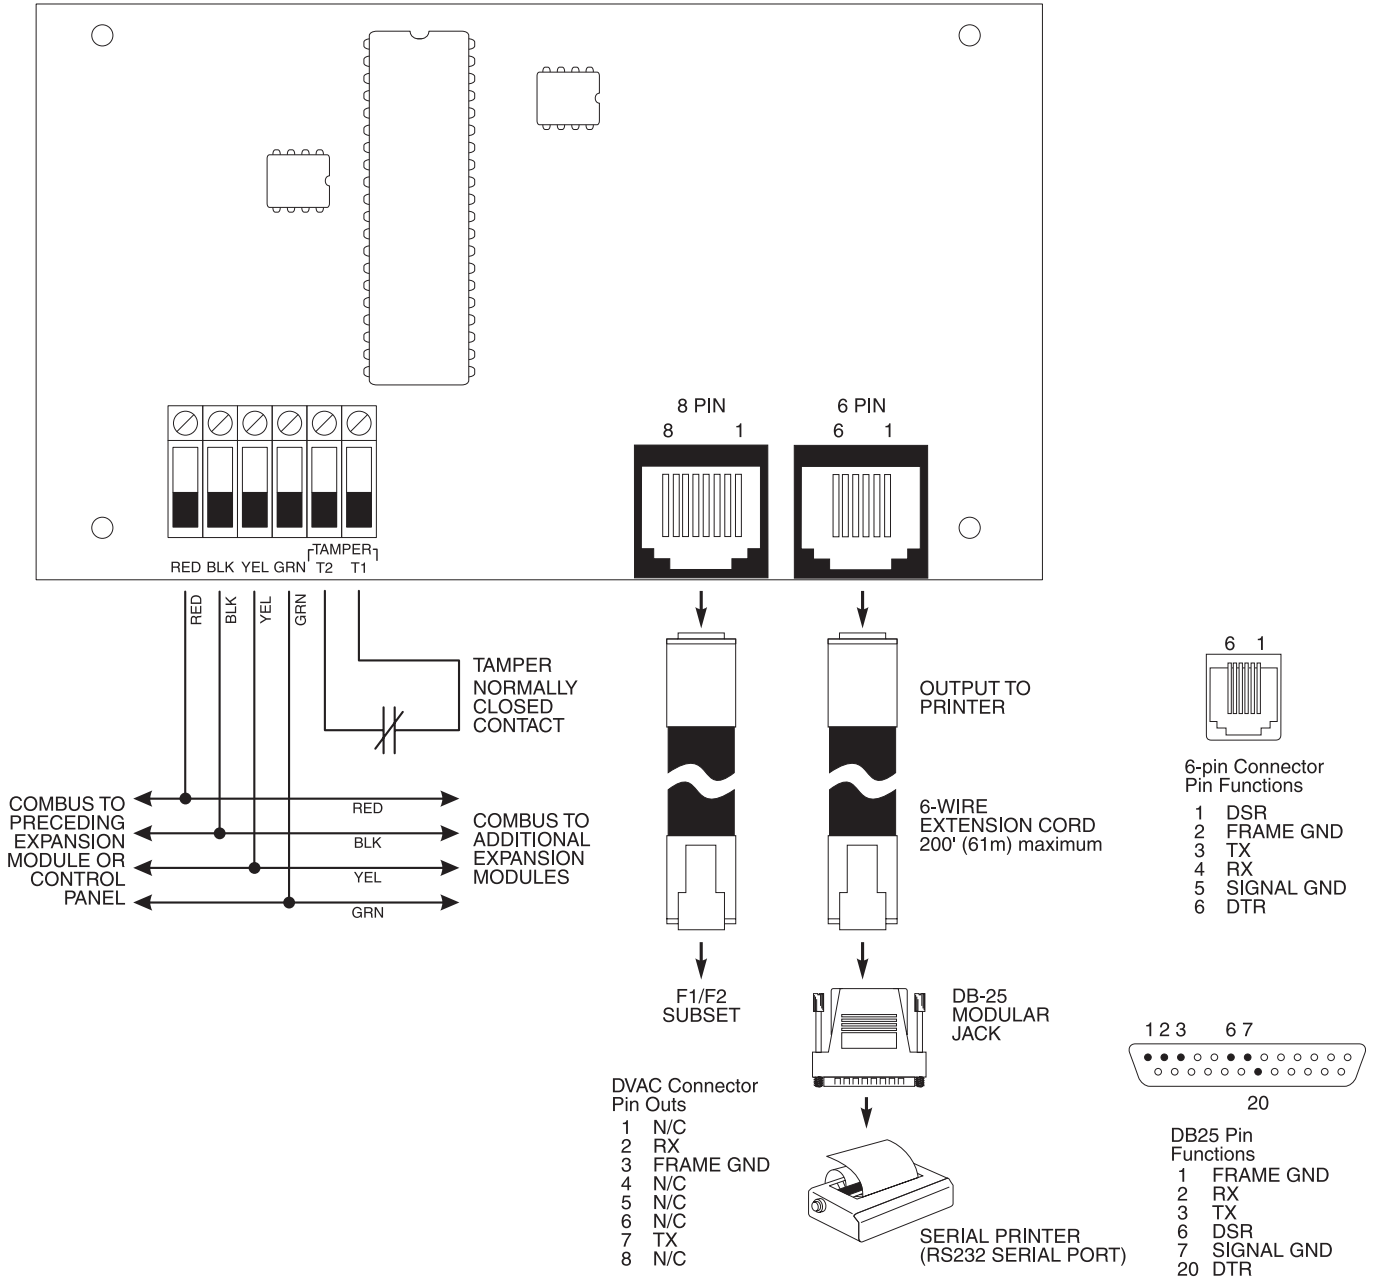 8 PIN
8 1
6 PIN
6 1
TAMPER
RED BLK YEL GRN T2 T1
RED
BLK
YEL
GRN
TAMPER
NORMALLY
CLOSED
CONTACT
COMBUS TO
PRECEDING
EXPANSION
MODULE OR
CONTROL
PANEL
RED
BLK
YEL
GRN
COMBUS TO
ADDITIONAL
EXPANSION
MODULES
OUTPUT TO
PRINTER
6-WIRE
EXTENSION CORD
200' (61m) maximum
F1/F2
SUBSET
DB-25
MODULAR
JACK
DVAC Connector
Pin Outs
1 N/C
2 RX
3 FRAME GND
4 N/C
5 N/C
6 N/C
7 TX
8 N/C
SERIAL PRINTER
(RS232 SERIAL PORT)
6 1
6-pin Connector
Pin Functions
1 DSR
2 FRAME GND
3 TX
4 RX
5 SIGNAL GND
6 DTR
1 2 3 6 7
20
DB25 Pin
Functions
1 FRAME GND
2 RX
3 TX
6 DSR
7 SIGNAL GND
20 DTR